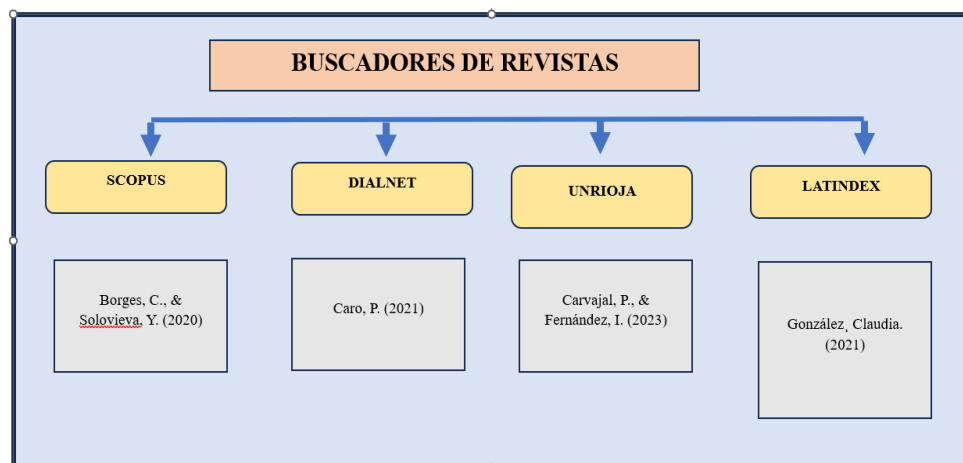 BUSCADORES DE REVISTAS
SCOPUS
DIALNET
UNRIOJA
LATINDEX
Borges, C., &
Solovieva, Y. (2020)
Caro, P. (2021)
Carvajal, P., &
Fernández, I. (2023)
González¸ Claudia.
(2021)